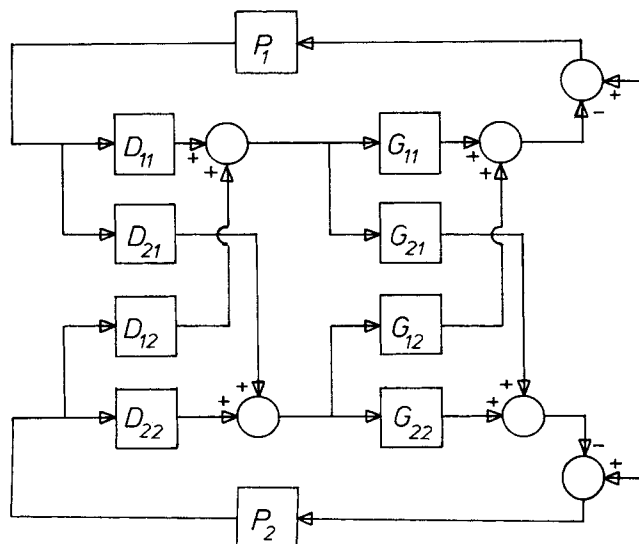 P1
+
-
D11
+
+
G11
+
+
D21
G21
D12
G12
+
+
D22
+
+
G22
+
-
+
P2